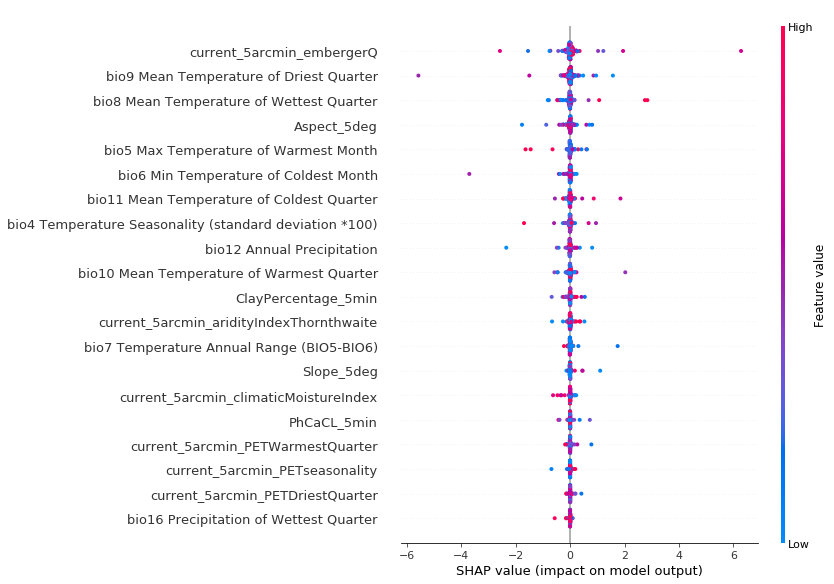 High
current_5arcmin_embergerQ
bio9 Mean Temperature of Driest Quarter
bio8 Mean Temperature of Wettest Quarter
Aspect_5deg
bio5 Max Temperature of Warmest Month
bio6 Min Temperature of Coldest Month
bio11 Mean Temperature of Coldest Quarter
bio4 Temperature Seasonality (standard deviation *100)
bio12 Annual Precipitation
bio10 Mean Temperature of Warmest Quarter
ClayPercentage_5min
current_5arcmin_aridityIndexThornthwaite
bio7 Temperature Annual Range (BIO5-BIO6)
Slope_5deg
current_5arcmin_climaticMoistureIndex
PhCaCL_5min
current_5arcmin_PETWarmestQuarter
current_5arcmin_PETseasonality
current_5arcmin_PETDriestQuarter
bio16 Precipitation of Wettest Quarter
Feature value
Low
−6 −4 −2 0 2 4 6
SHAP value (impact on model output)